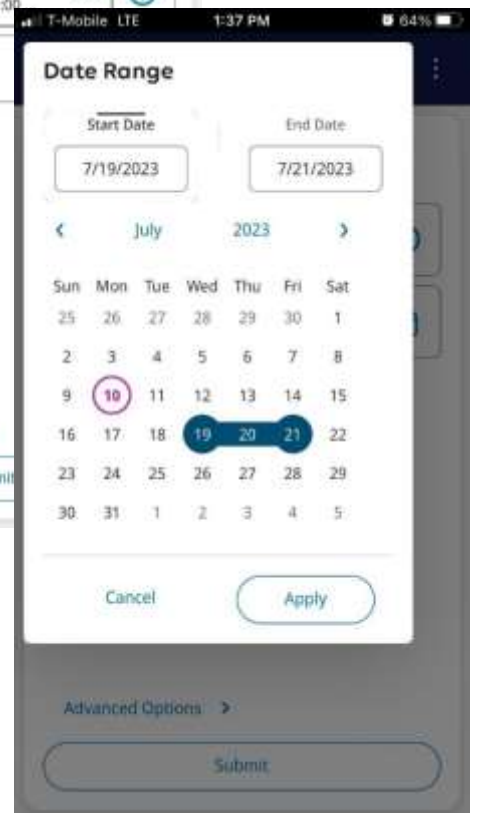 :00
T-Mobile LTE 1:37 PM 64%
Date Range
Start Date End Date
7/19/2023 7/21/2023
July 2023
Sun Mon Tue Wed Thu Fri Sat
25 26 27 28 29 30 1
2 3 4 5 6 7 8
9 10 11 12 13 14 15
16 17 18 19 20 21 22
23 24 25 26 27 28 29
30 31 1 2 3 4 5
Cancel Apply
Advanced Options
Submit